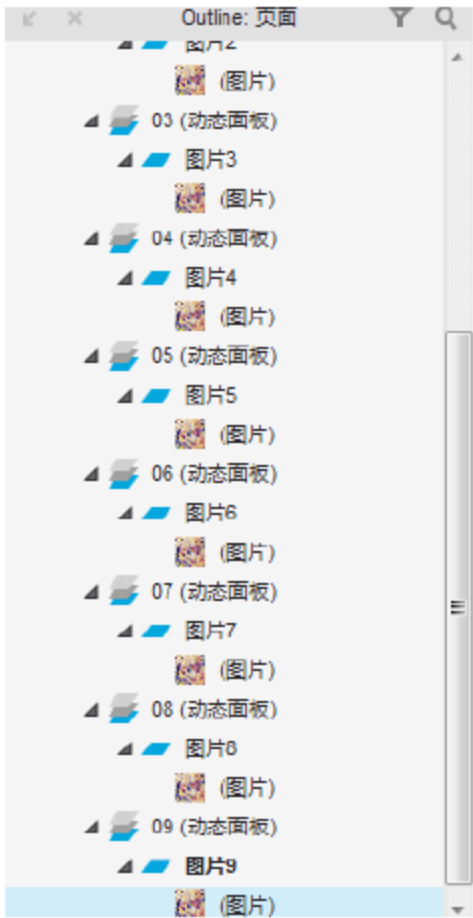 Outline: 页面
图片2
(图片)
03 (动态面板)
图片3
(图片)
04 (动态面板)
图片4
(图片)
05 (动态面板)
图片5
(图片)
06 (动态面板)
图片6
(图片)
07 (动态面板)
图片7
(图片)
08 (动态面板)
图片8
(图片)
09 (动态面板)
图片9
(图片)